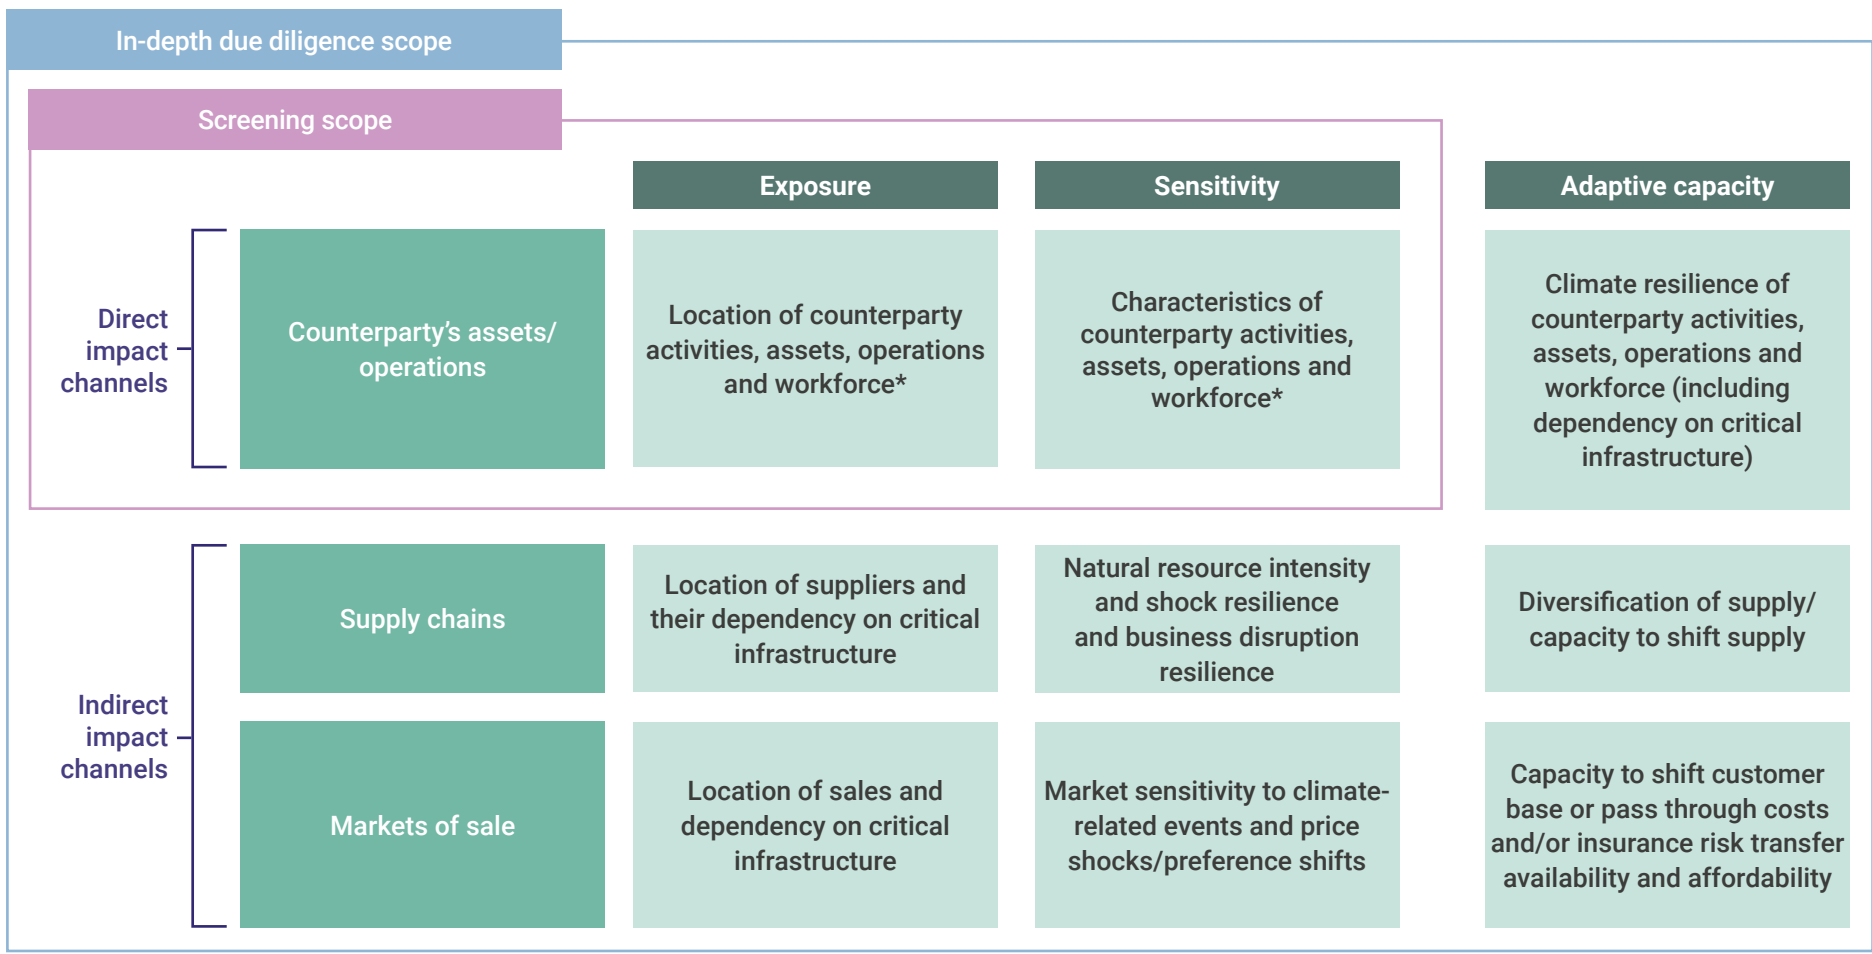 In-depth due diligence scope
Screening scope
Exposure
Sensitivity
Adaptive capacity
Direct
impact
channels
Counterparty’s assets/
operations
Location of counterparty
activities, assets, operations
and workforce*
Characteristics of
counterparty activities,
assets, operations and
workforce*
Climate resilience of
counterparty activities,
assets, operations and
workforce (including
dependency on critical
infrastructure)
Indirect
impact
channels
Supply chains
Location of suppliers and
their dependency on critical
infrastructure
Natural resource intensity
and shock resilience
and business disruption
resilience
Diversification of supply/
capacity to shift supply
Markets of sale
Location of sales and
dependency on critical
infrastructure
Market sensitivity to climate-
related events and price
shocks/preference shifts
Capacity to shift customer
base or pass through costs
and/or insurance risk transfer
availability and affordability